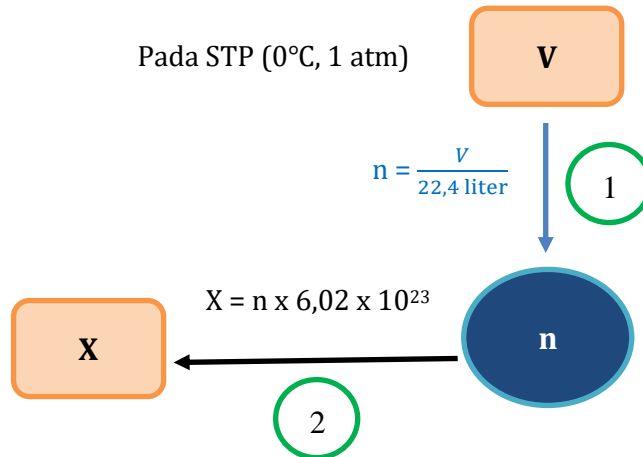 Pada STP (0°C, 1 atm)
V
n = V / 22,4 liter
1
X = n x 6,02 x 10²³
X
n
2